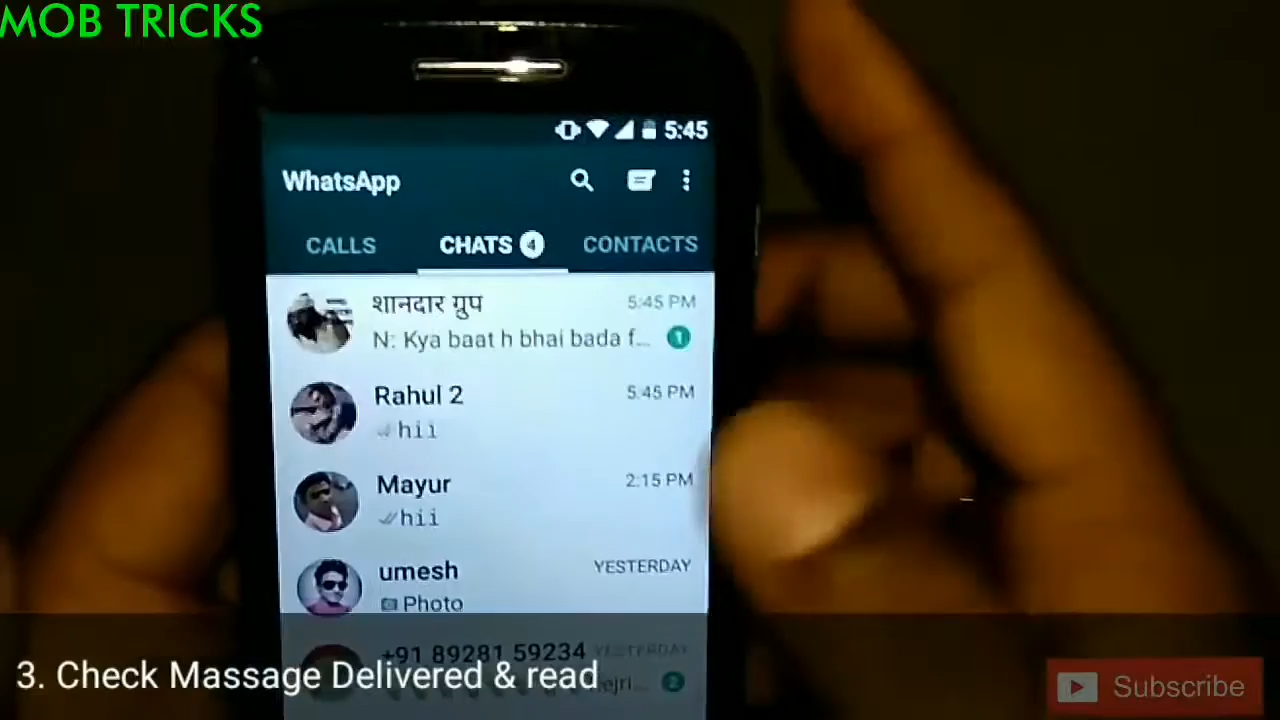 MOB TRICKS
5:45
WhatsApp
CALLS CHATS 4 CONTACTS
शानदार ग्रुप 5:45 PM
N: Kya baat h bhai bada f... 1
Rahul 2 5:45 PM
hii
Mayur 2:15 PM
hii
umesh YESTERDAY
Photo
+91 89281 59234 YESTERDAY
2
3. Check Massage Delivered & read
Subscribe